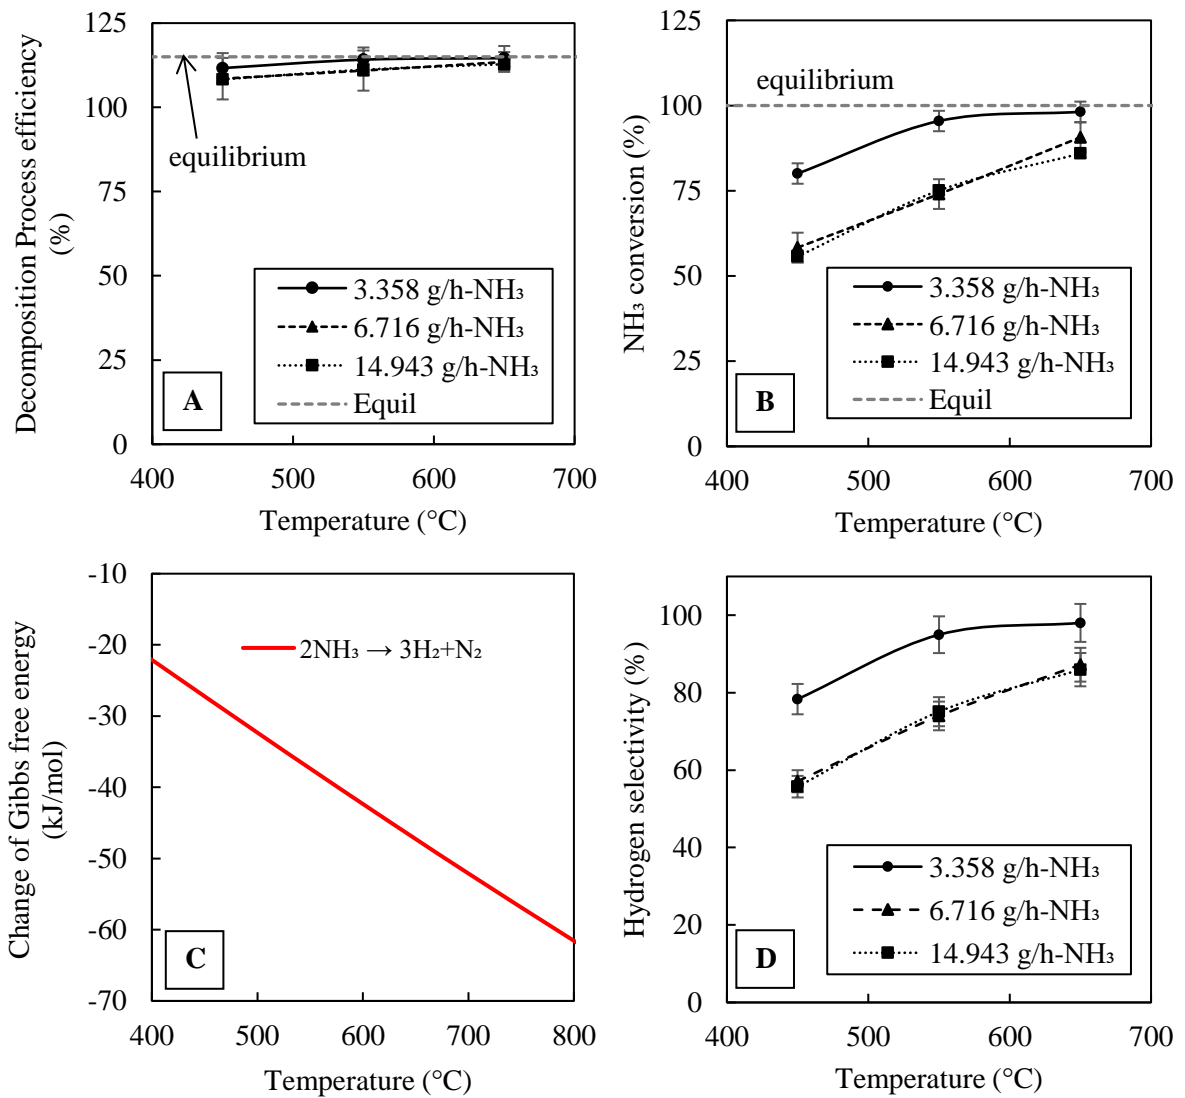 Decomposition Process efficiency
(%)
125
100
75
50
25
0
400
500
600
700
Temperature (°C)
equilibrium
3.358 g/h-NH₃
6.716 g/h-NH₃
14.943 g/h-NH₃
Equil
A
NH₃ conversion (%)
125
100
75
50
25
0
400
500
600
700
Temperature (°C)
equilibrium
3.358 g/h-NH₃
6.716 g/h-NH₃
14.943 g/h-NH₃
Equil
B
Change of Gibbs free energy
(kJ/mol)
-10
-20
-30
-40
-50
-60
-70
400
500
600
700
800
Temperature (°C)
2NH₃ → 3H₂+N₂
C
Hydrogen selectivity (%)
100
80
60
40
20
0
400
500
600
700
Temperature (°C)
3.358 g/h-NH₃
6.716 g/h-NH₃
14.943 g/h-NH₃
D